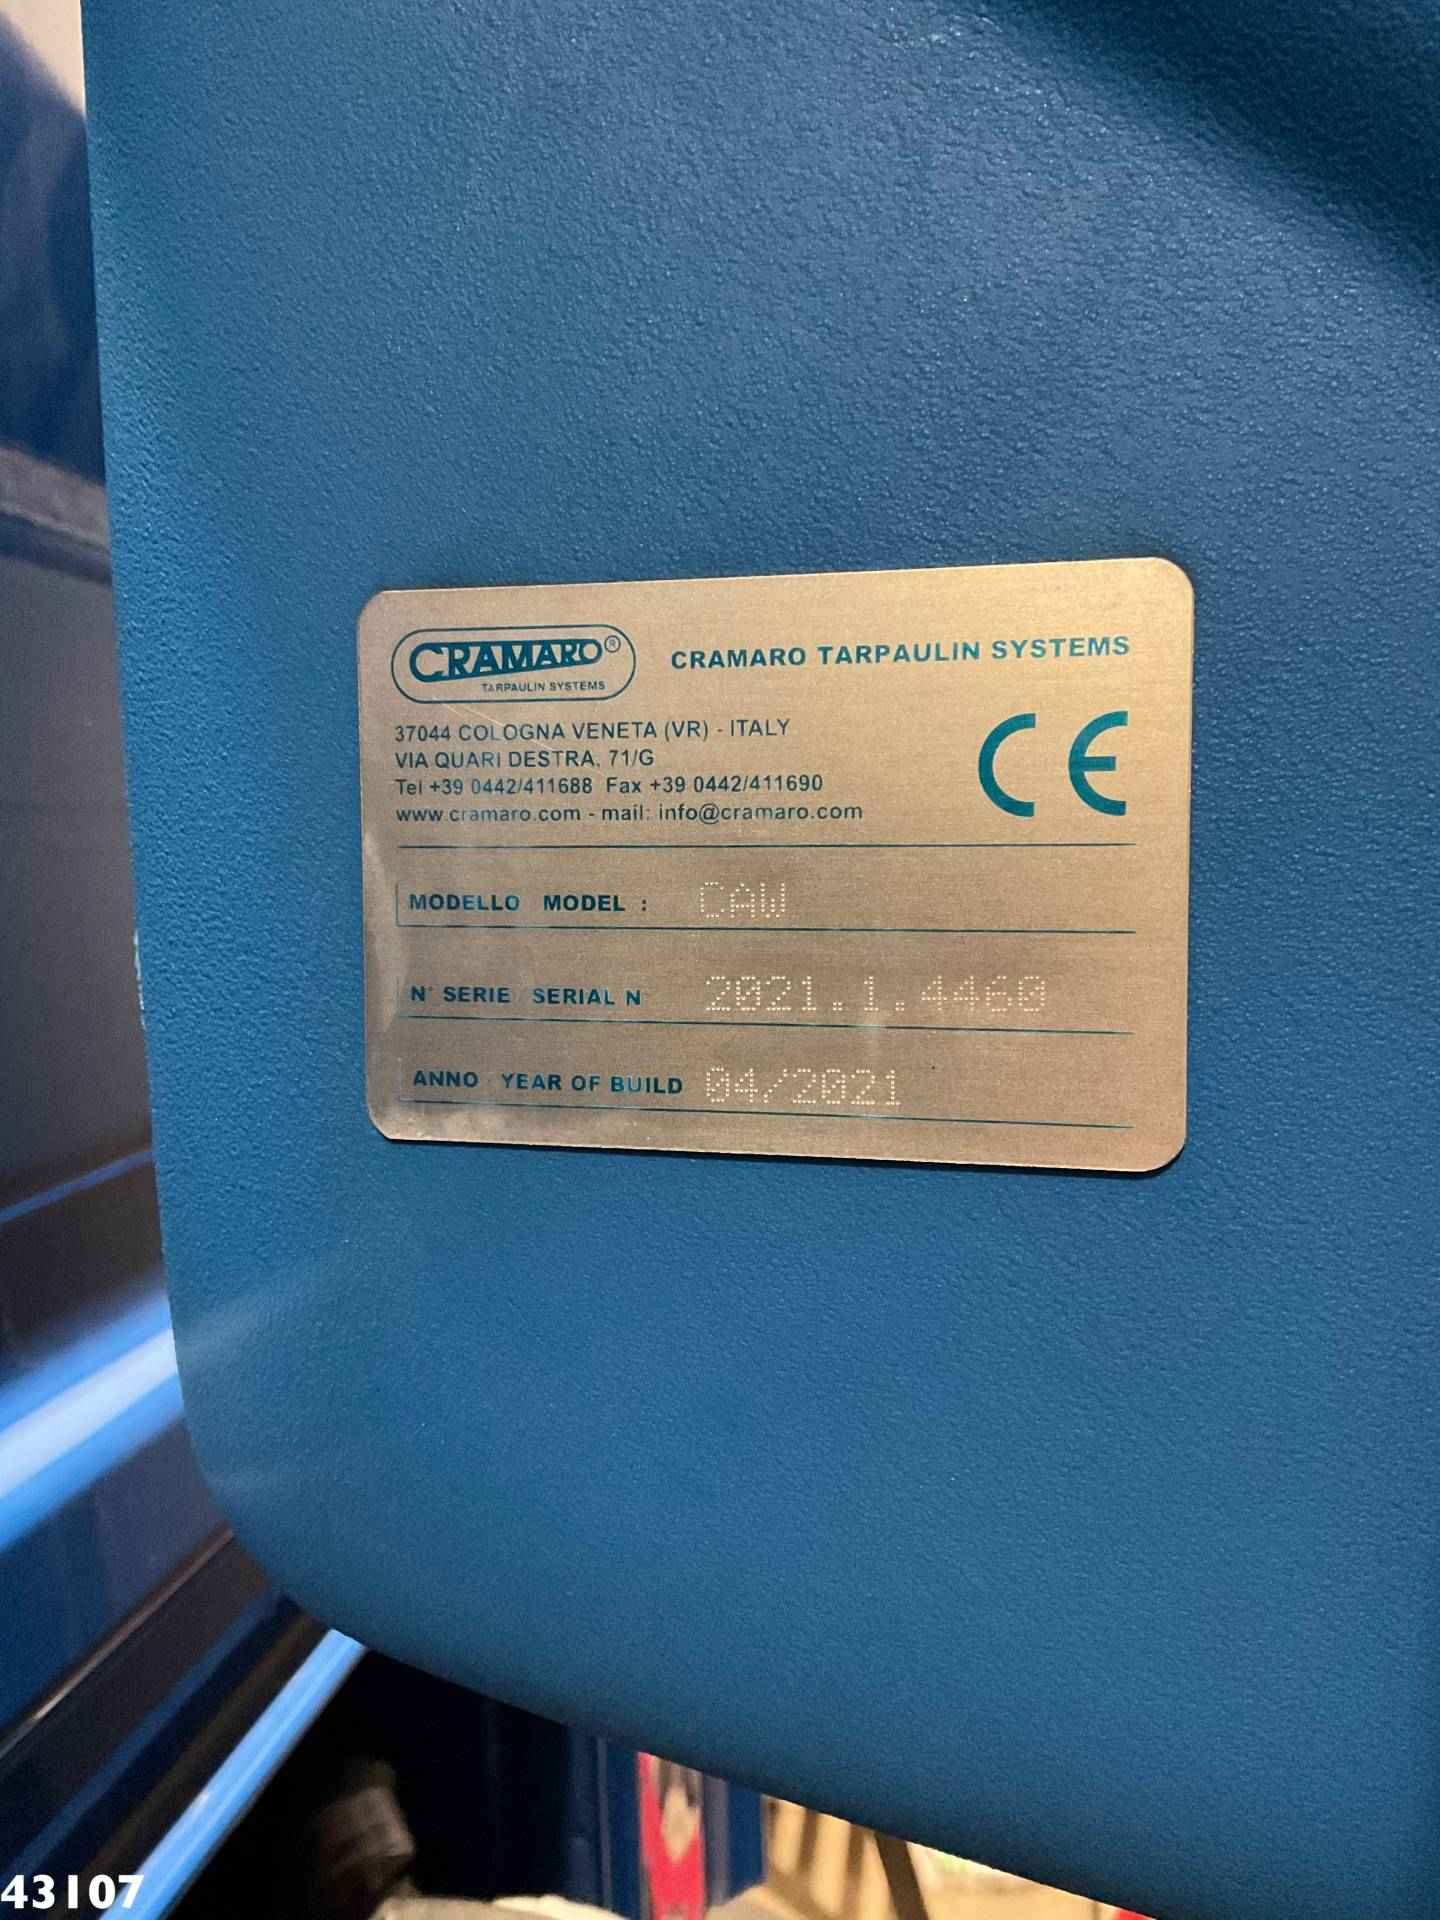 CRAMARO®
TARPAULIN SYSTEMS
CRAMARO TARPAULIN SYSTEMS
37044 COLOGNA VENETA (VR) - ITALY
VIA QUARI DESTRA, 71/G
Tel +39 0442/411688 Fax +39 0442/411690
www.cramaro.com - mail: info@cramaro.com
CE
MODELLO MODEL : CAW
N° SERIE SERIAL N 2021.1.4460
ANNO YEAR OF BUILD 04/2021
43107